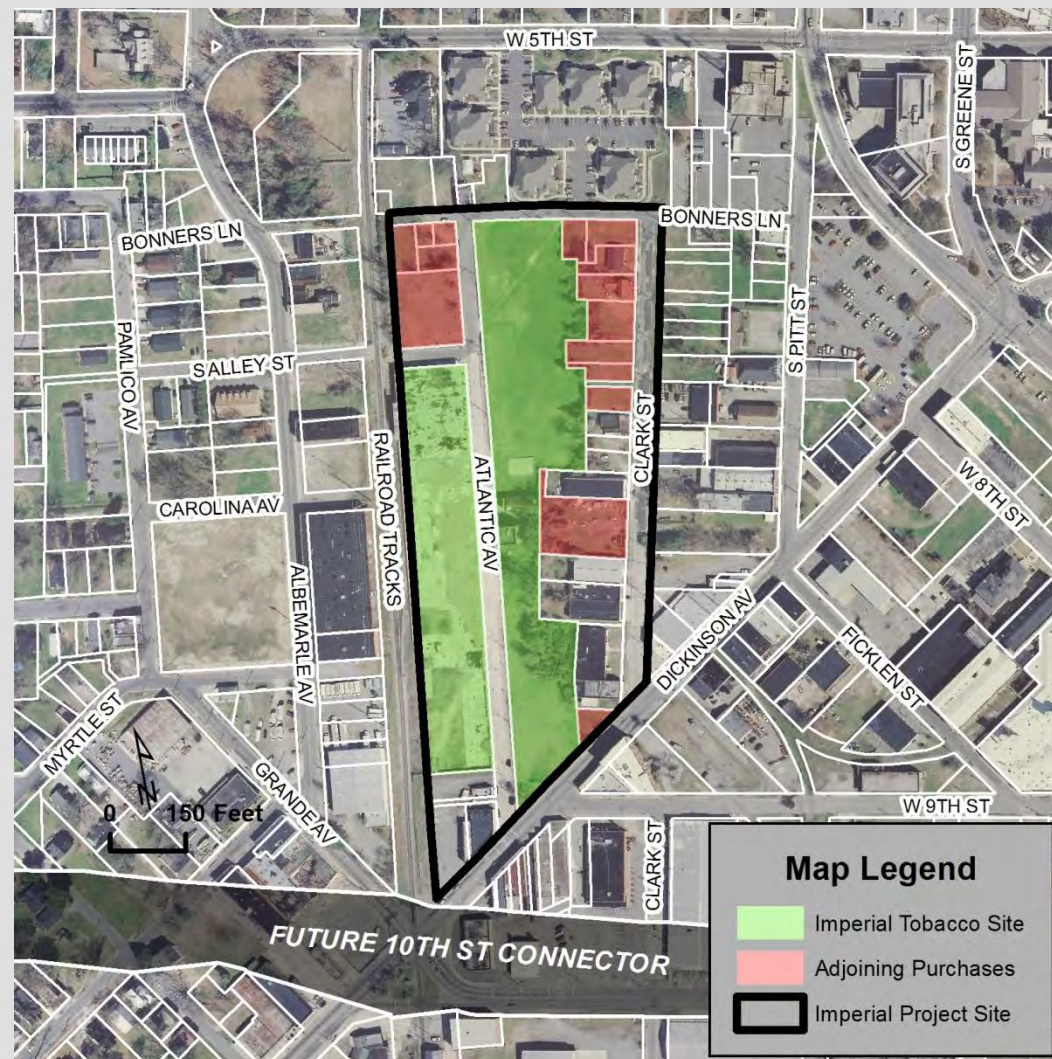 W 5TH ST
S GREENE ST
BONNERS LN
BONNERS LN
PAMLICO AV
S ALLEY ST
S PITT ST
RAILROAD TRACKS
ATLANTIC AV
CLARK ST
W 8TH ST
CAROLINA AV
ALBEMARLE AV
DICKINSON AV
FICKLEN ST
MYRTLE ST
GRANDE AV
N
0 150 Feet
W 9TH ST
CLARK ST
FUTURE 10TH ST CONNECTOR
Map Legend
Imperial Tobacco Site
Adjoining Purchases
Imperial Project Site